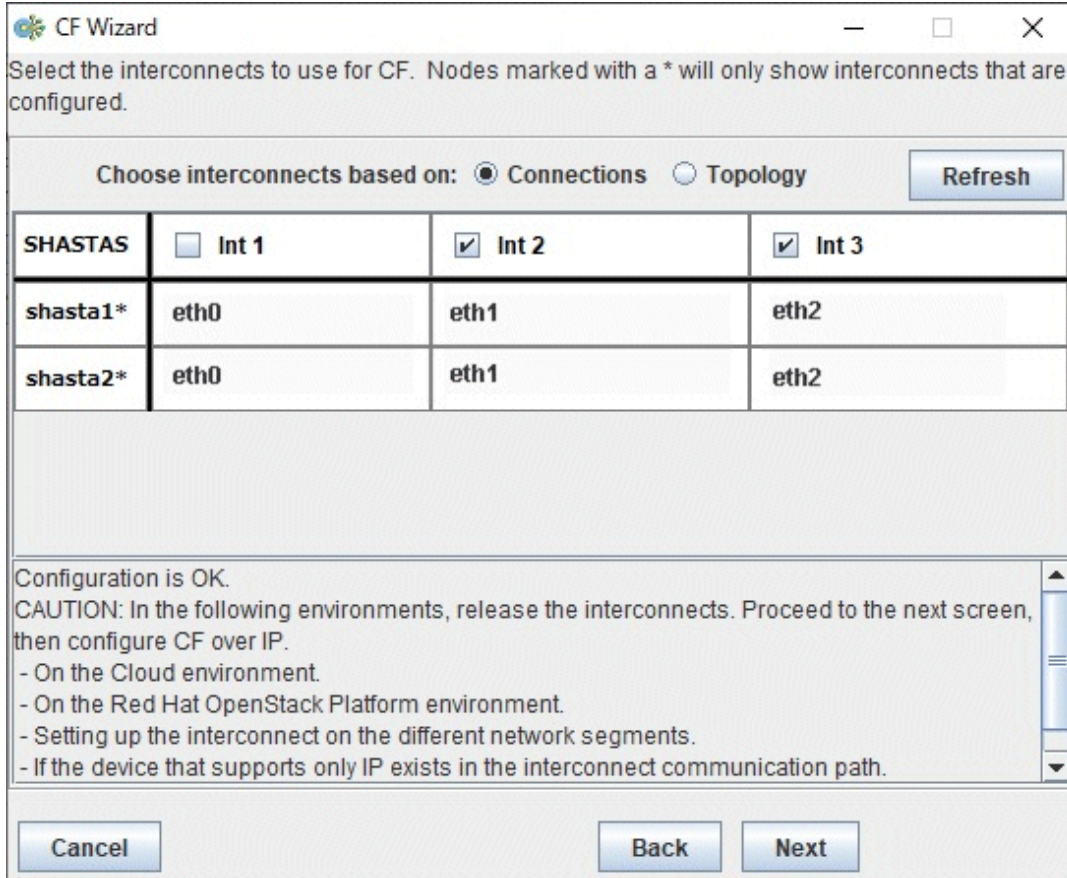 CF Wizard
Select the interconnects to use for CF. Nodes marked with a * will only show interconnects that are
configured.
Choose interconnects based on: Connections Topology Refresh
SHASTAS Int 1 Int 2 Int 3
shasta1* eth0 eth1 eth2
shasta2* eth0 eth1 eth2
Configuration is OK.
CAUTION: In the following environments, release the interconnects. Proceed to the next screen,
then configure CF over IP.
- On the Cloud environment.
- On the Red Hat OpenStack Platform environment.
- Setting up the interconnect on the different network segments.
- If the device that supports only IP exists in the interconnect communication path.
Cancel Back Next